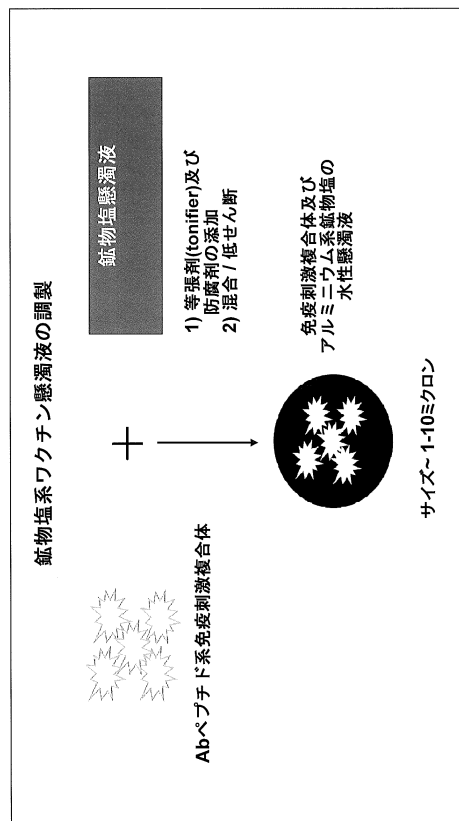 鉱物塩系ワクチン懸濁液の調製
鉱物塩懸濁液
+
Abペプチド系免疫刺激複合体
1) 等張剤(tonifier)及び
防腐剤の添加
2) 混合 / 低せん断
免疫刺激複合体及び
アルミニウム系鉱物塩の
水性懸濁液
サイズ~ 1-10ミクロン